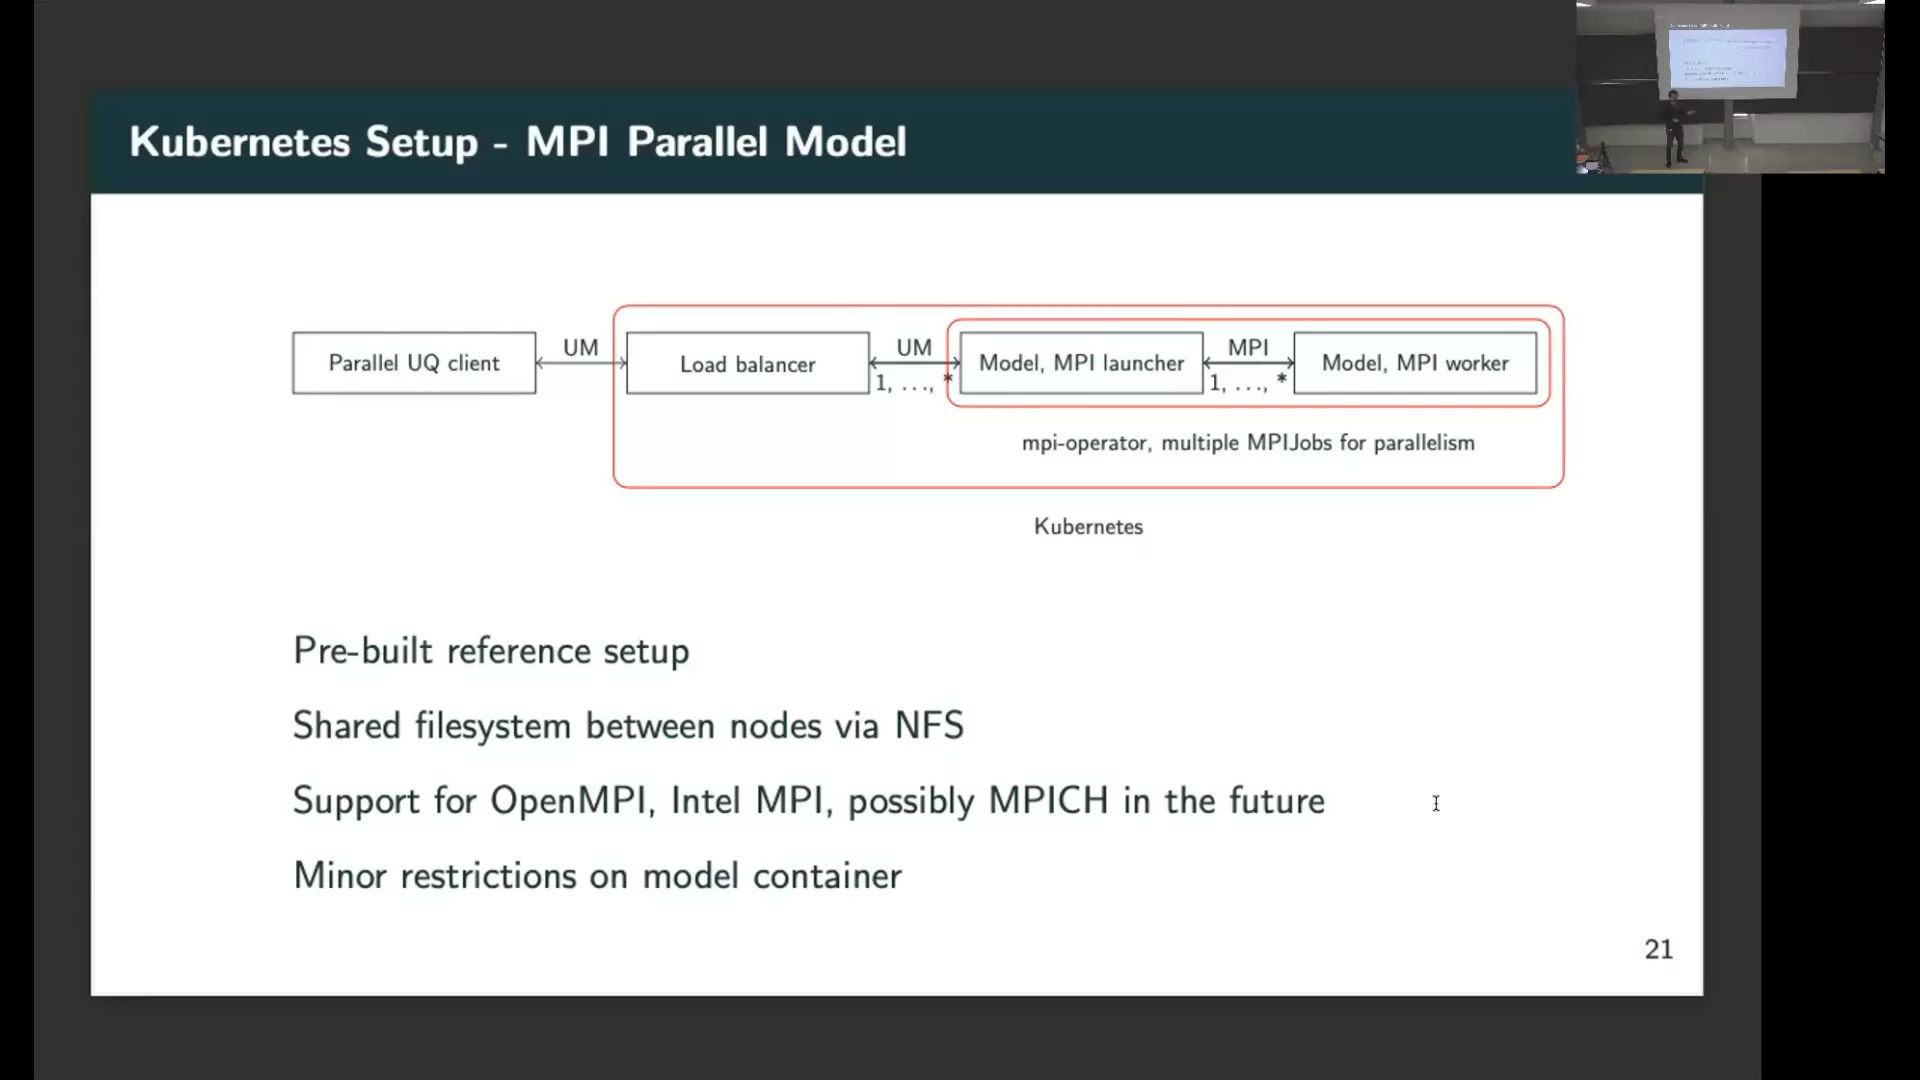 Kubernetes Setup - MPI Parallel Model
Parallel UQ client
UM
Load balancer
UM
1, ..., *
Model, MPI launcher
MPI
1, ..., *
Model, MPI worker
mpi-operator, multiple MPIJobs for parallelism
Kubernetes
Pre-built reference setup
Shared filesystem between nodes via NFS
Support for OpenMPI, Intel MPI, possibly MPICH in the future
Minor restrictions on model container
21